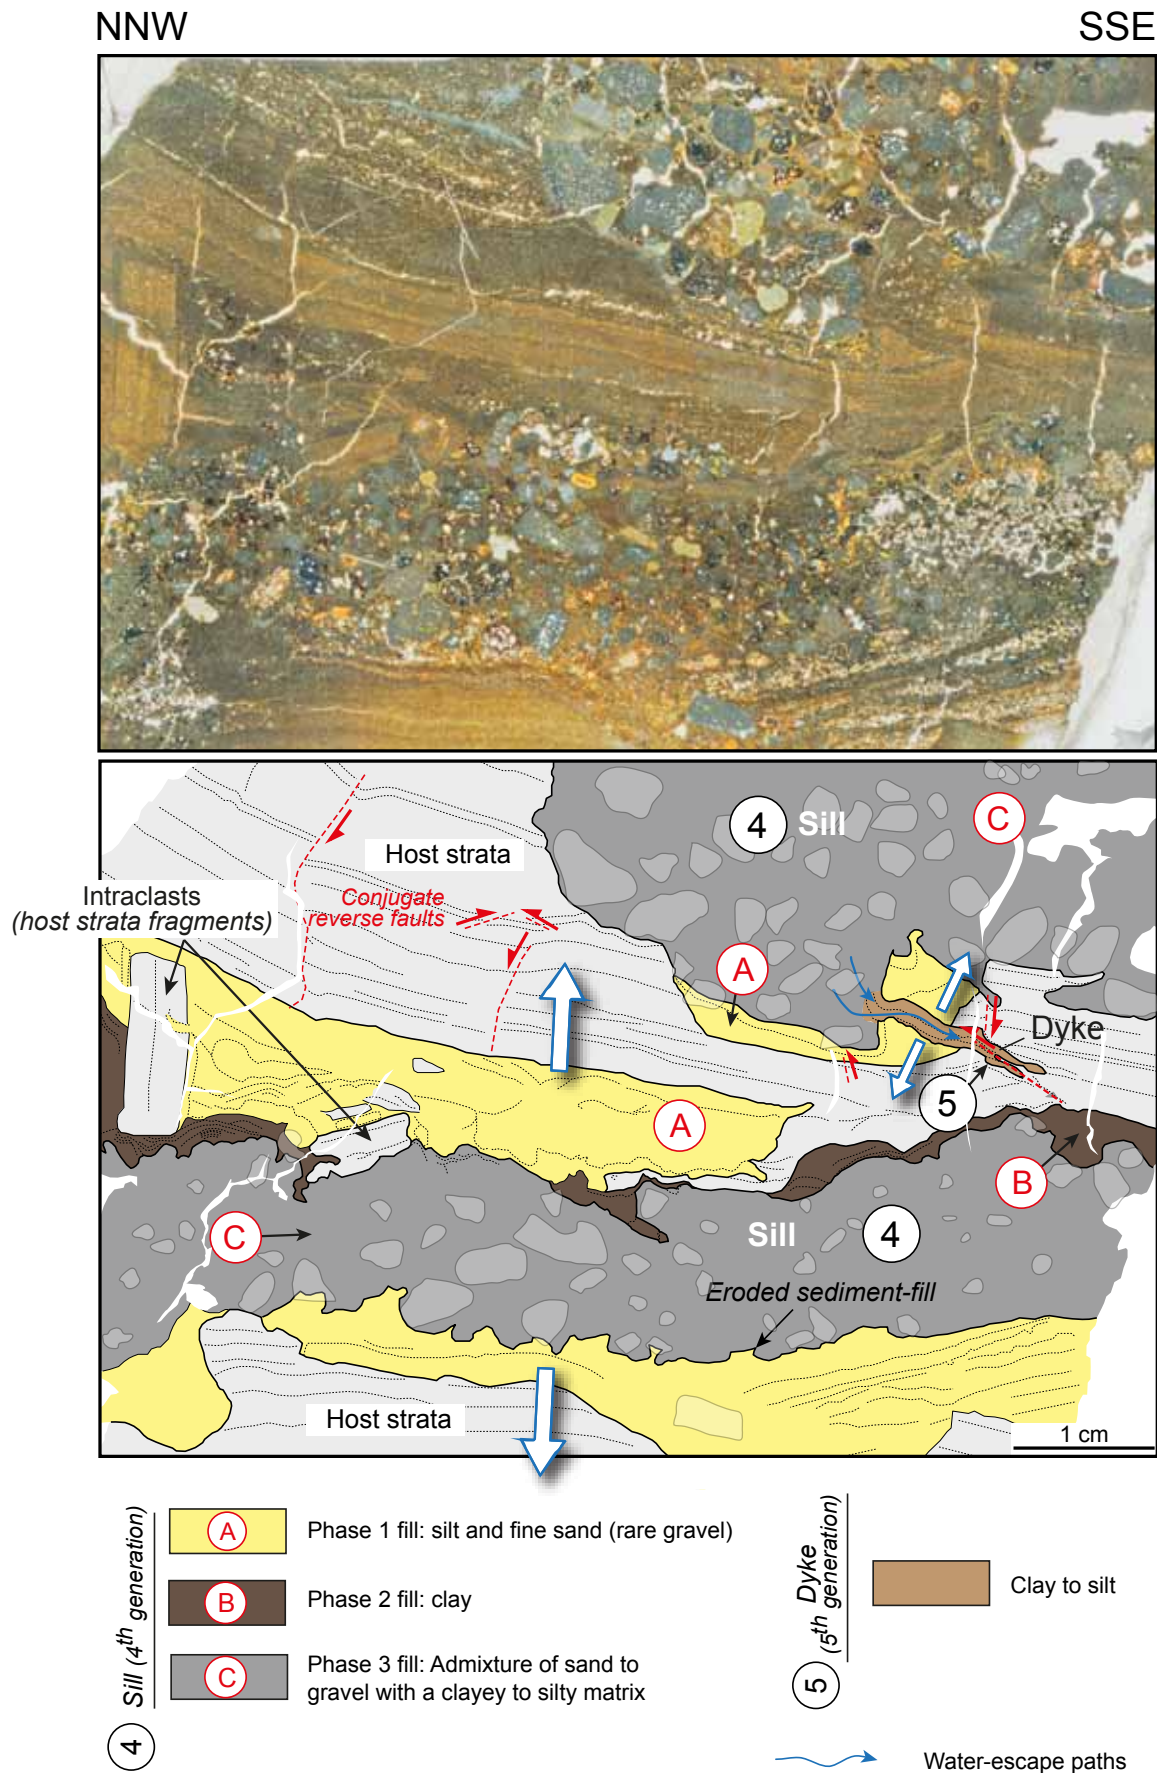 NNW
SSE
4
Sill
C
Host strata
Intraclasts
(host strata fragments)
Conjugate
reverse faults
A
Dyke
5
A
B
C
Sill
4
Eroded sediment-fill
Host strata
1 cm
Sill (4th generation)
4
A
Phase 1 fill: silt and fine sand (rare gravel)
B
Phase 2 fill: clay
C
Phase 3 fill: Admixture of sand to
gravel with a clayey to silty matrix
Dyke
(5th generation)
5
Clay to silt
Water-escape paths